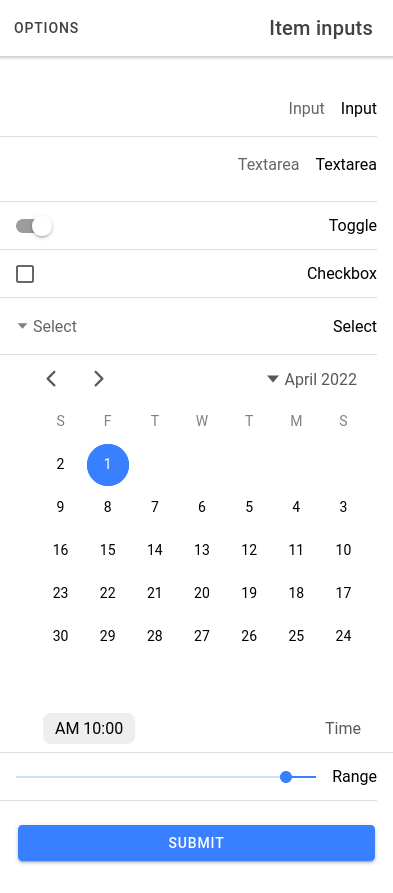 OPTIONS Item inputs
Input Input
Textarea Textarea
Toggle
Checkbox
Select Select
April 2022
S F T W T M S
2 1
9 8 7 6 5 4 3
16 15 14 13 12 11 10
23 22 21 20 19 18 17
30 29 28 27 26 25 24
AM 10:00 Time
Range
SUBMIT